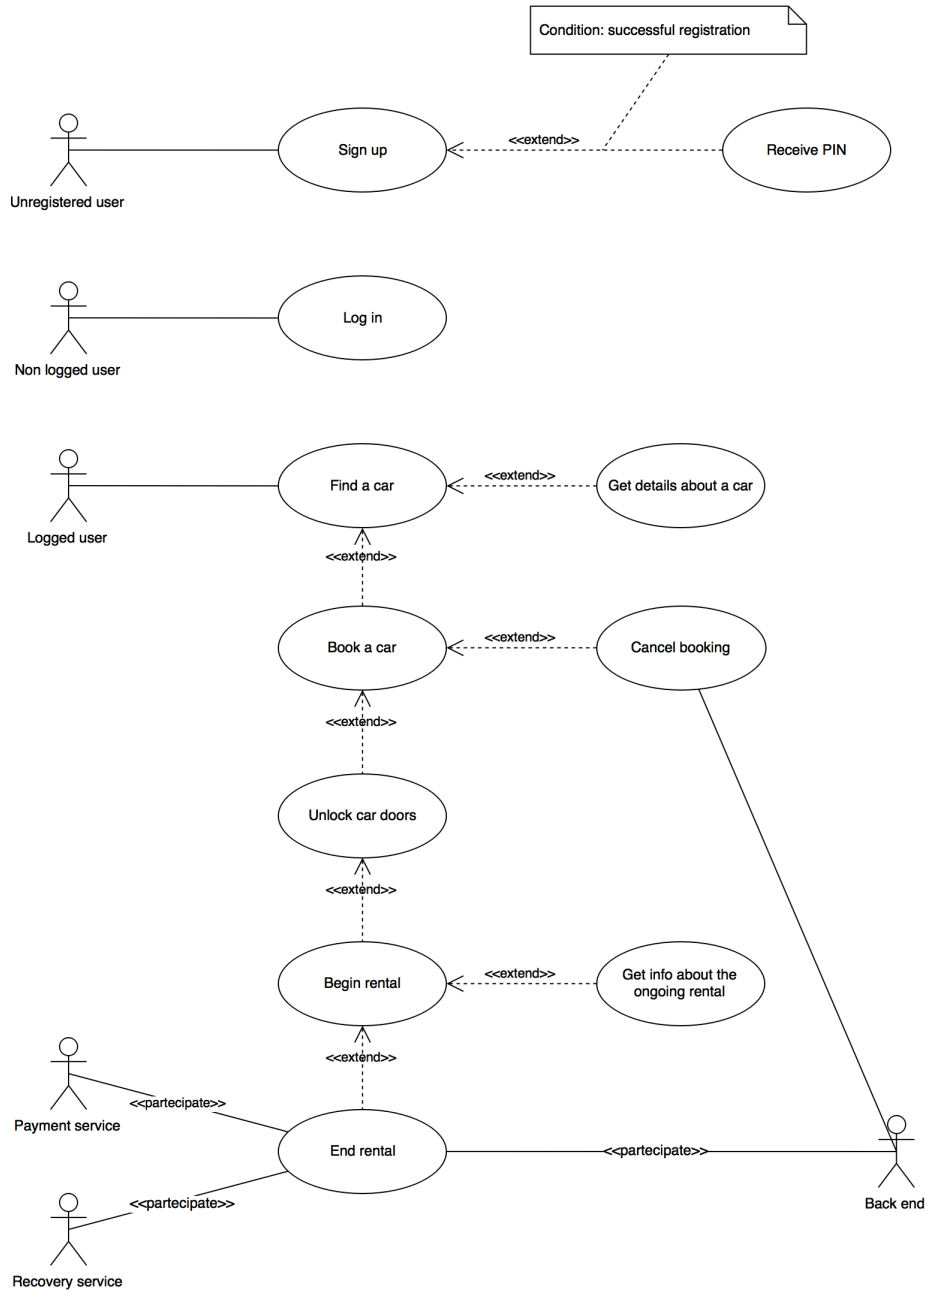 Condition: successful registration
<<extend>>
Sign up
Receive PIN
Unregistered user
Log in
Non logged user
<<extend>>
Find a car
Get details about a car
Logged user
<<extend>>
<<extend>>
Book a car
Cancel booking
<<extend>>
Unlock car doors
<<extend>>
<<extend>>
Begin rental
Get info about the
ongoing rental
<<extend>>
<<partecipate>>
Payment service
End rental
<<partecipate>>
<<partecipate>>
Back end
Recovery service